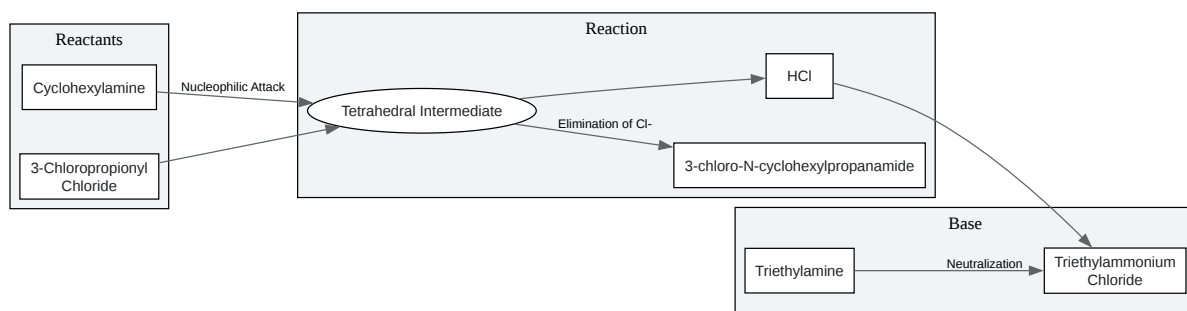 Reactants
Cyclohexylamine
3-Chloropropionyl
Chloride
Nucleophilic Attack
Reaction
Tetrahedral Intermediate
Elimination of Cl-
HCl
3-chloro-N-cyclohexylpropanamide
Base
Triethylamine
Neutralization
Triethylammonium
Chloride